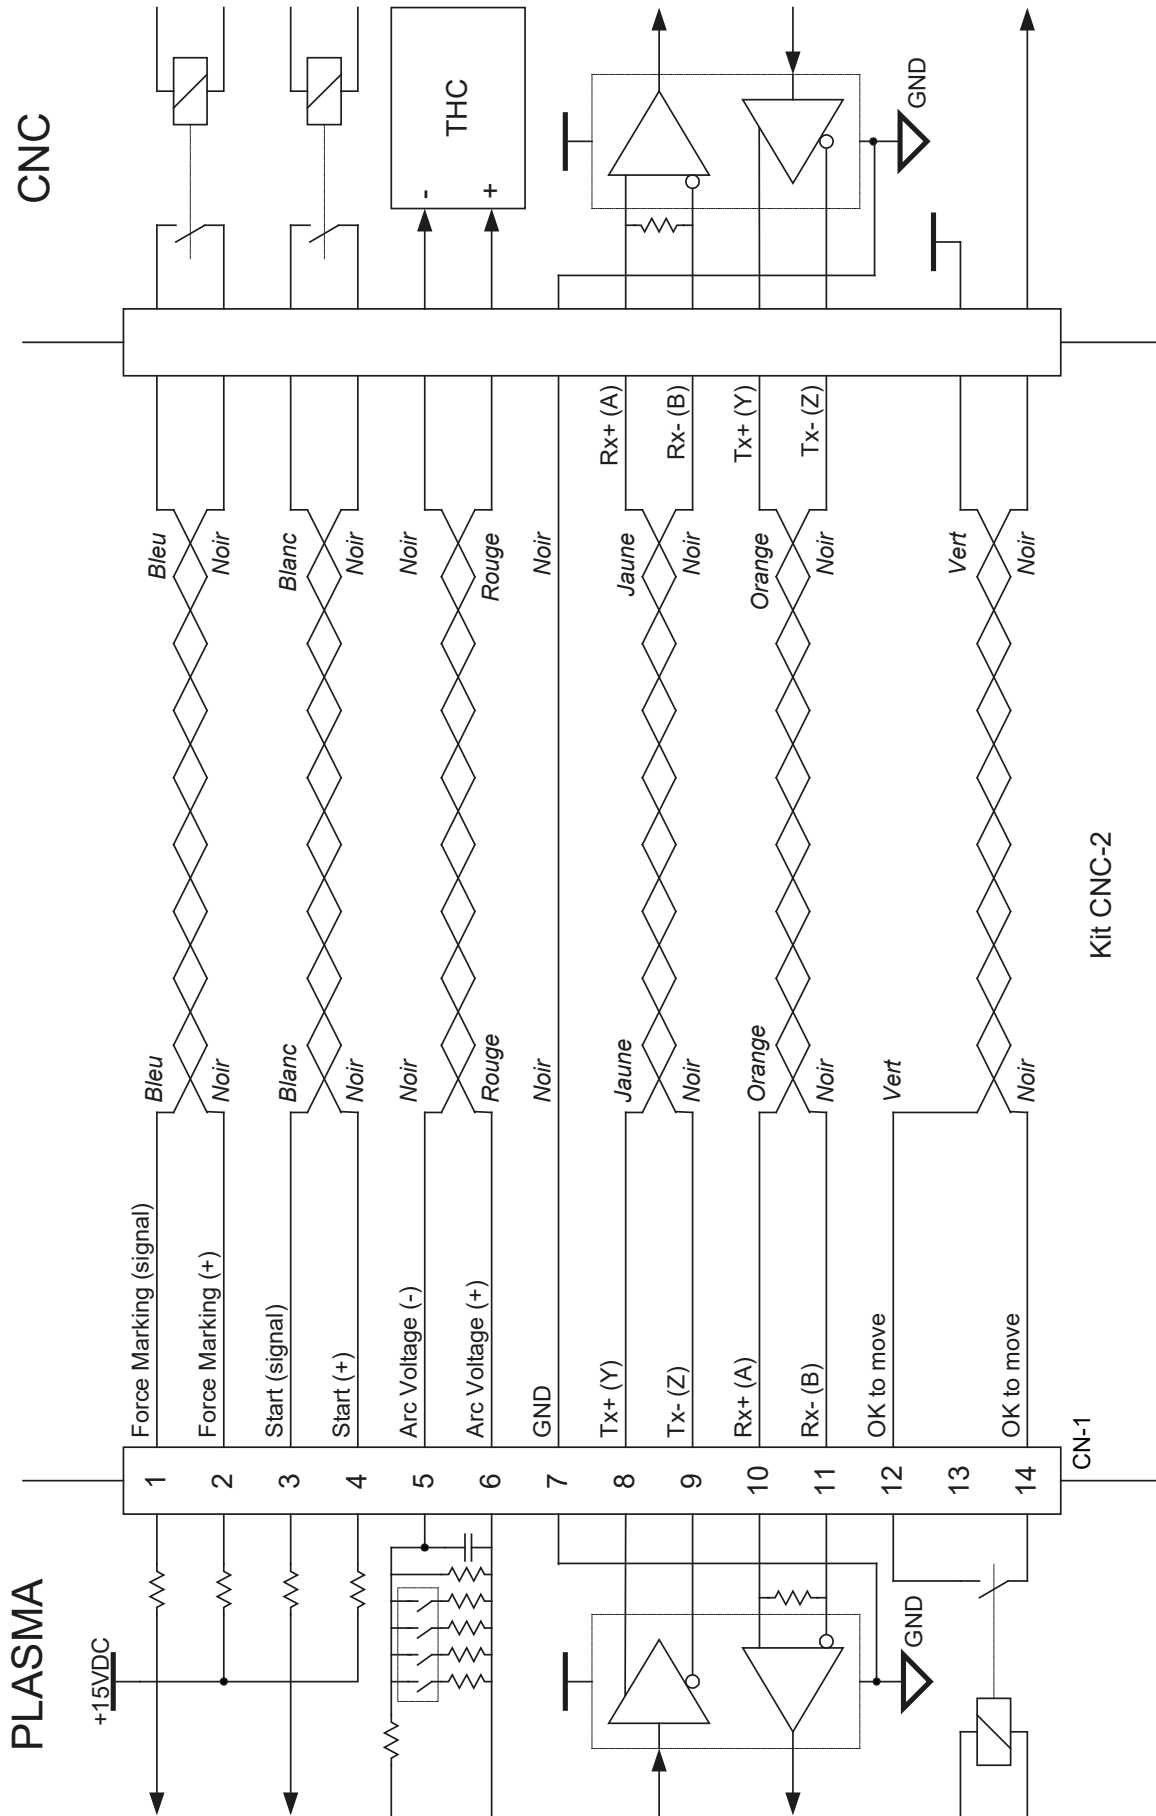 PLASMA
CNC
+15VDC
1
Force Marking (signal)
Bleu
Bleu
2
Force Marking (+)
Noir
Noir
3
Start (signal)
Blanc
Blanc
4
Start (+)
Noir
Noir
5
Arc Voltage (-)
Noir
Noir
-
THC
6
Arc Voltage (+)
Rouge
Rouge
+
7
GND
Noir
Noir
8
Tx+ (Y)
Jaune
Jaune
Rx+ (A)
9
Tx- (Z)
Noir
Noir
Rx- (B)
10
Rx+ (A)
Orange
Orange
Tx+ (Y)
11
Rx- (B)
Noir
Noir
Tx- (Z)
GND
12
OK to move
Vert
GND
13
Vert
14
OK to move
Noir
Noir
CN-1
Kit CNC-2